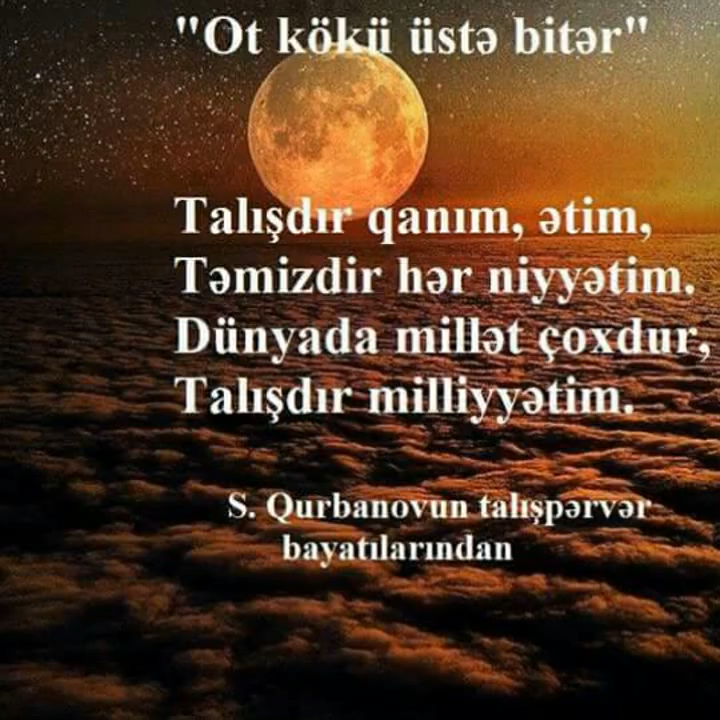 "Ot kökü üstə bitər"
Talışdır qanım, ətim,
Təmizdir hər niyyətim.
Dünyada millət çoxdur,
Talışdır milliyyətim.
S. Qurbanovun talışpərvər
bayatılarından